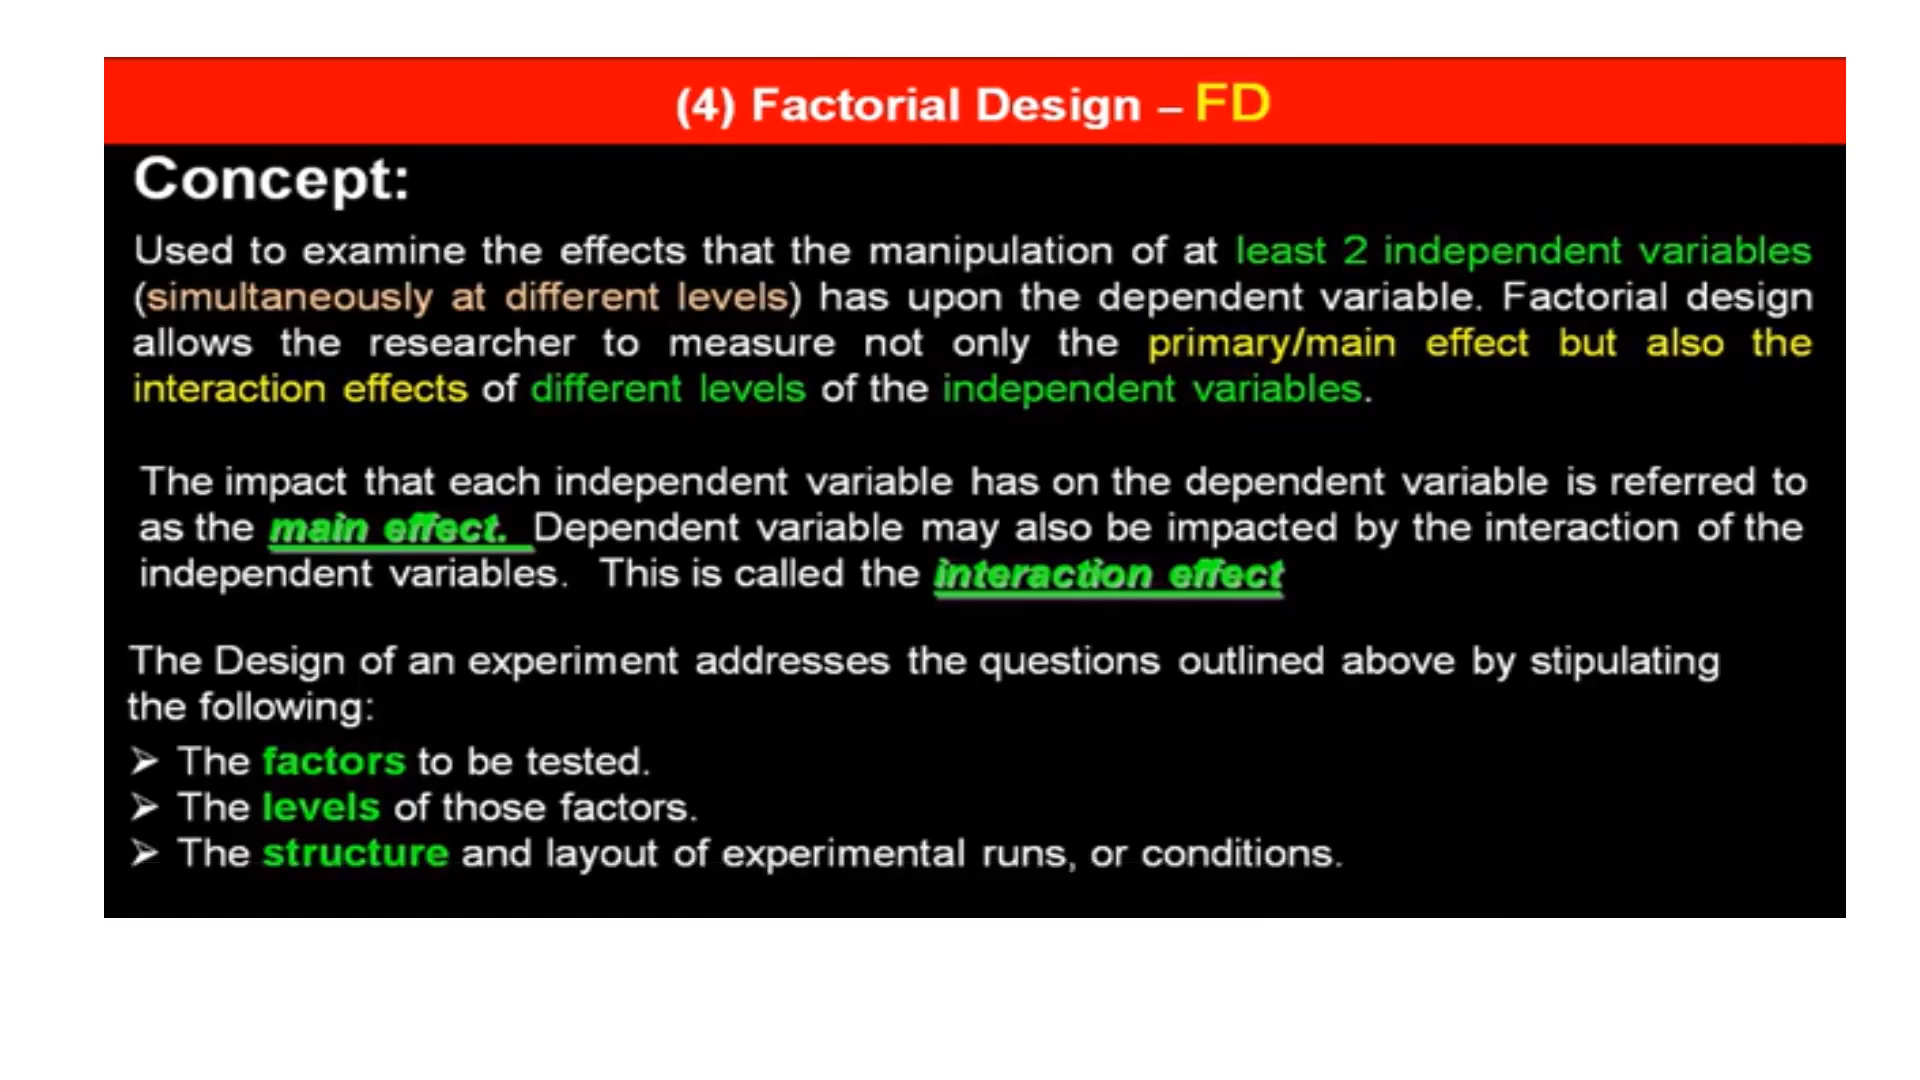 (4) Factorial Design – FD
Concept:
Used to examine the effects that the manipulation of at least 2 independent variables
(simultaneously at different levels) has upon the dependent variable. Factorial design
allows the researcher to measure not only the primary/main effect but also the
interaction effects of different levels of the independent variables.
The impact that each independent variable has on the dependent variable is referred to
as the main effect. Dependent variable may also be impacted by the interaction of the
independent variables. This is called the interaction effect
The Design of an experiment addresses the questions outlined above by stipulating
the following:
➢ The factors to be tested.
➢ The levels of those factors.
➢ The structure and layout of experimental runs, or conditions.